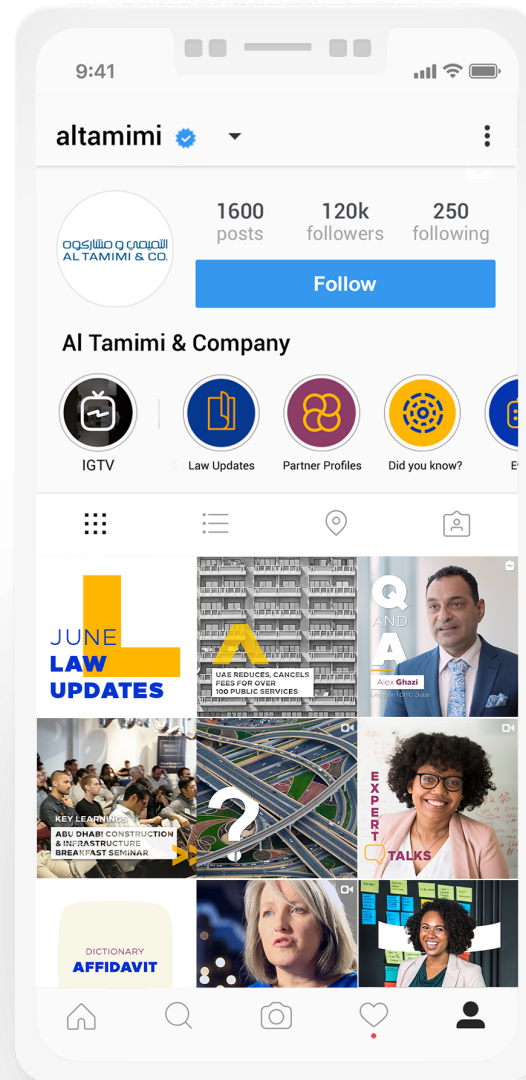 9:41
altamimi
1600
posts
120k
followers
250
following
التميمي و مشاركوه
AL TAMIMI & CO.
Follow
Al Tamimi & Company
IGTV
Law Updates
Partner Profiles
Did you know?
E
JUNE
LAW
UPDATES
UAE REDUCES, CANCELS
FEES FOR OVER
100 PUBLIC SERVICES
Q
AND
A
Alex Ghazi
KEY LEARNINGS
ABU DHABI CONSTRUCTION
& INFRASTRUCTURE
BREAKFAST SEMINAR
?
EXPERT
TALKS
DICTIONARY
AFFIDAVIT